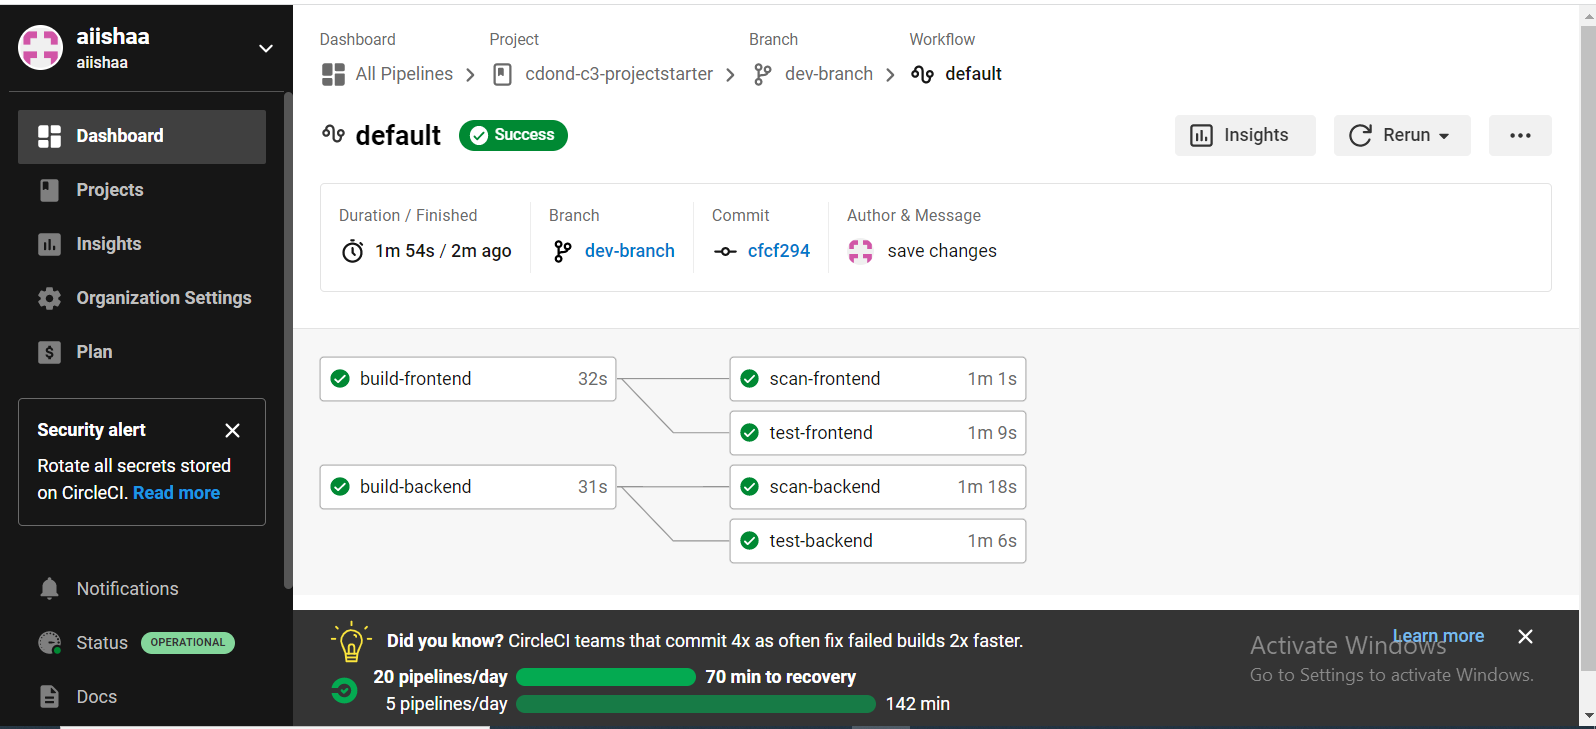 aiishaa
aiishaa
Dashboard
Projects
Insights
Organization Settings
Plan
Security alert
Rotate all secrets stored
on CircleCI. Read more
Notifications
Status OPERATIONAL
Docs
Dashboard Project Branch Workflow
All Pipelines cdond-c3-projectstarter dev-branch default
default Success
Insights Rerun
Duration / Finished Branch Commit Author & Message
1m 54s / 2m ago dev-branch cfcf294 save changes
build-frontend 32s scan-frontend 1m 1s
test-frontend 1m 9s
build-backend 31s scan-backend 1m 18s
test-backend 1m 6s
Did you know? CircleCI teams that commit 4x as often fix failed builds 2x faster. Learn more
20 pipelines/day 70 min to recovery
5 pipelines/day 142 min
Activate Windows
Go to Settings to activate Windows.